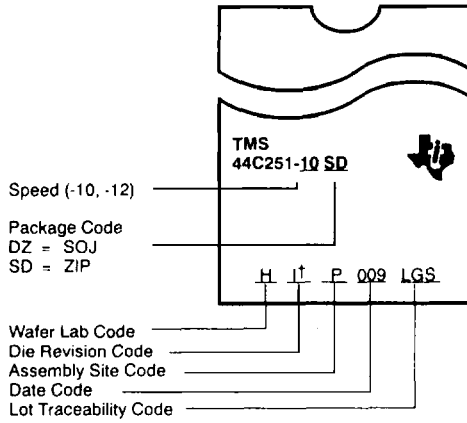 TMS
44C251-10 SD
Speed (-10, -12)
Package Code
DZ = SOJ
SD = ZIP
H I† P 009 LGS
Wafer Lab Code
Die Revision Code
Assembly Site Code
Date Code
Lot Traceability Code